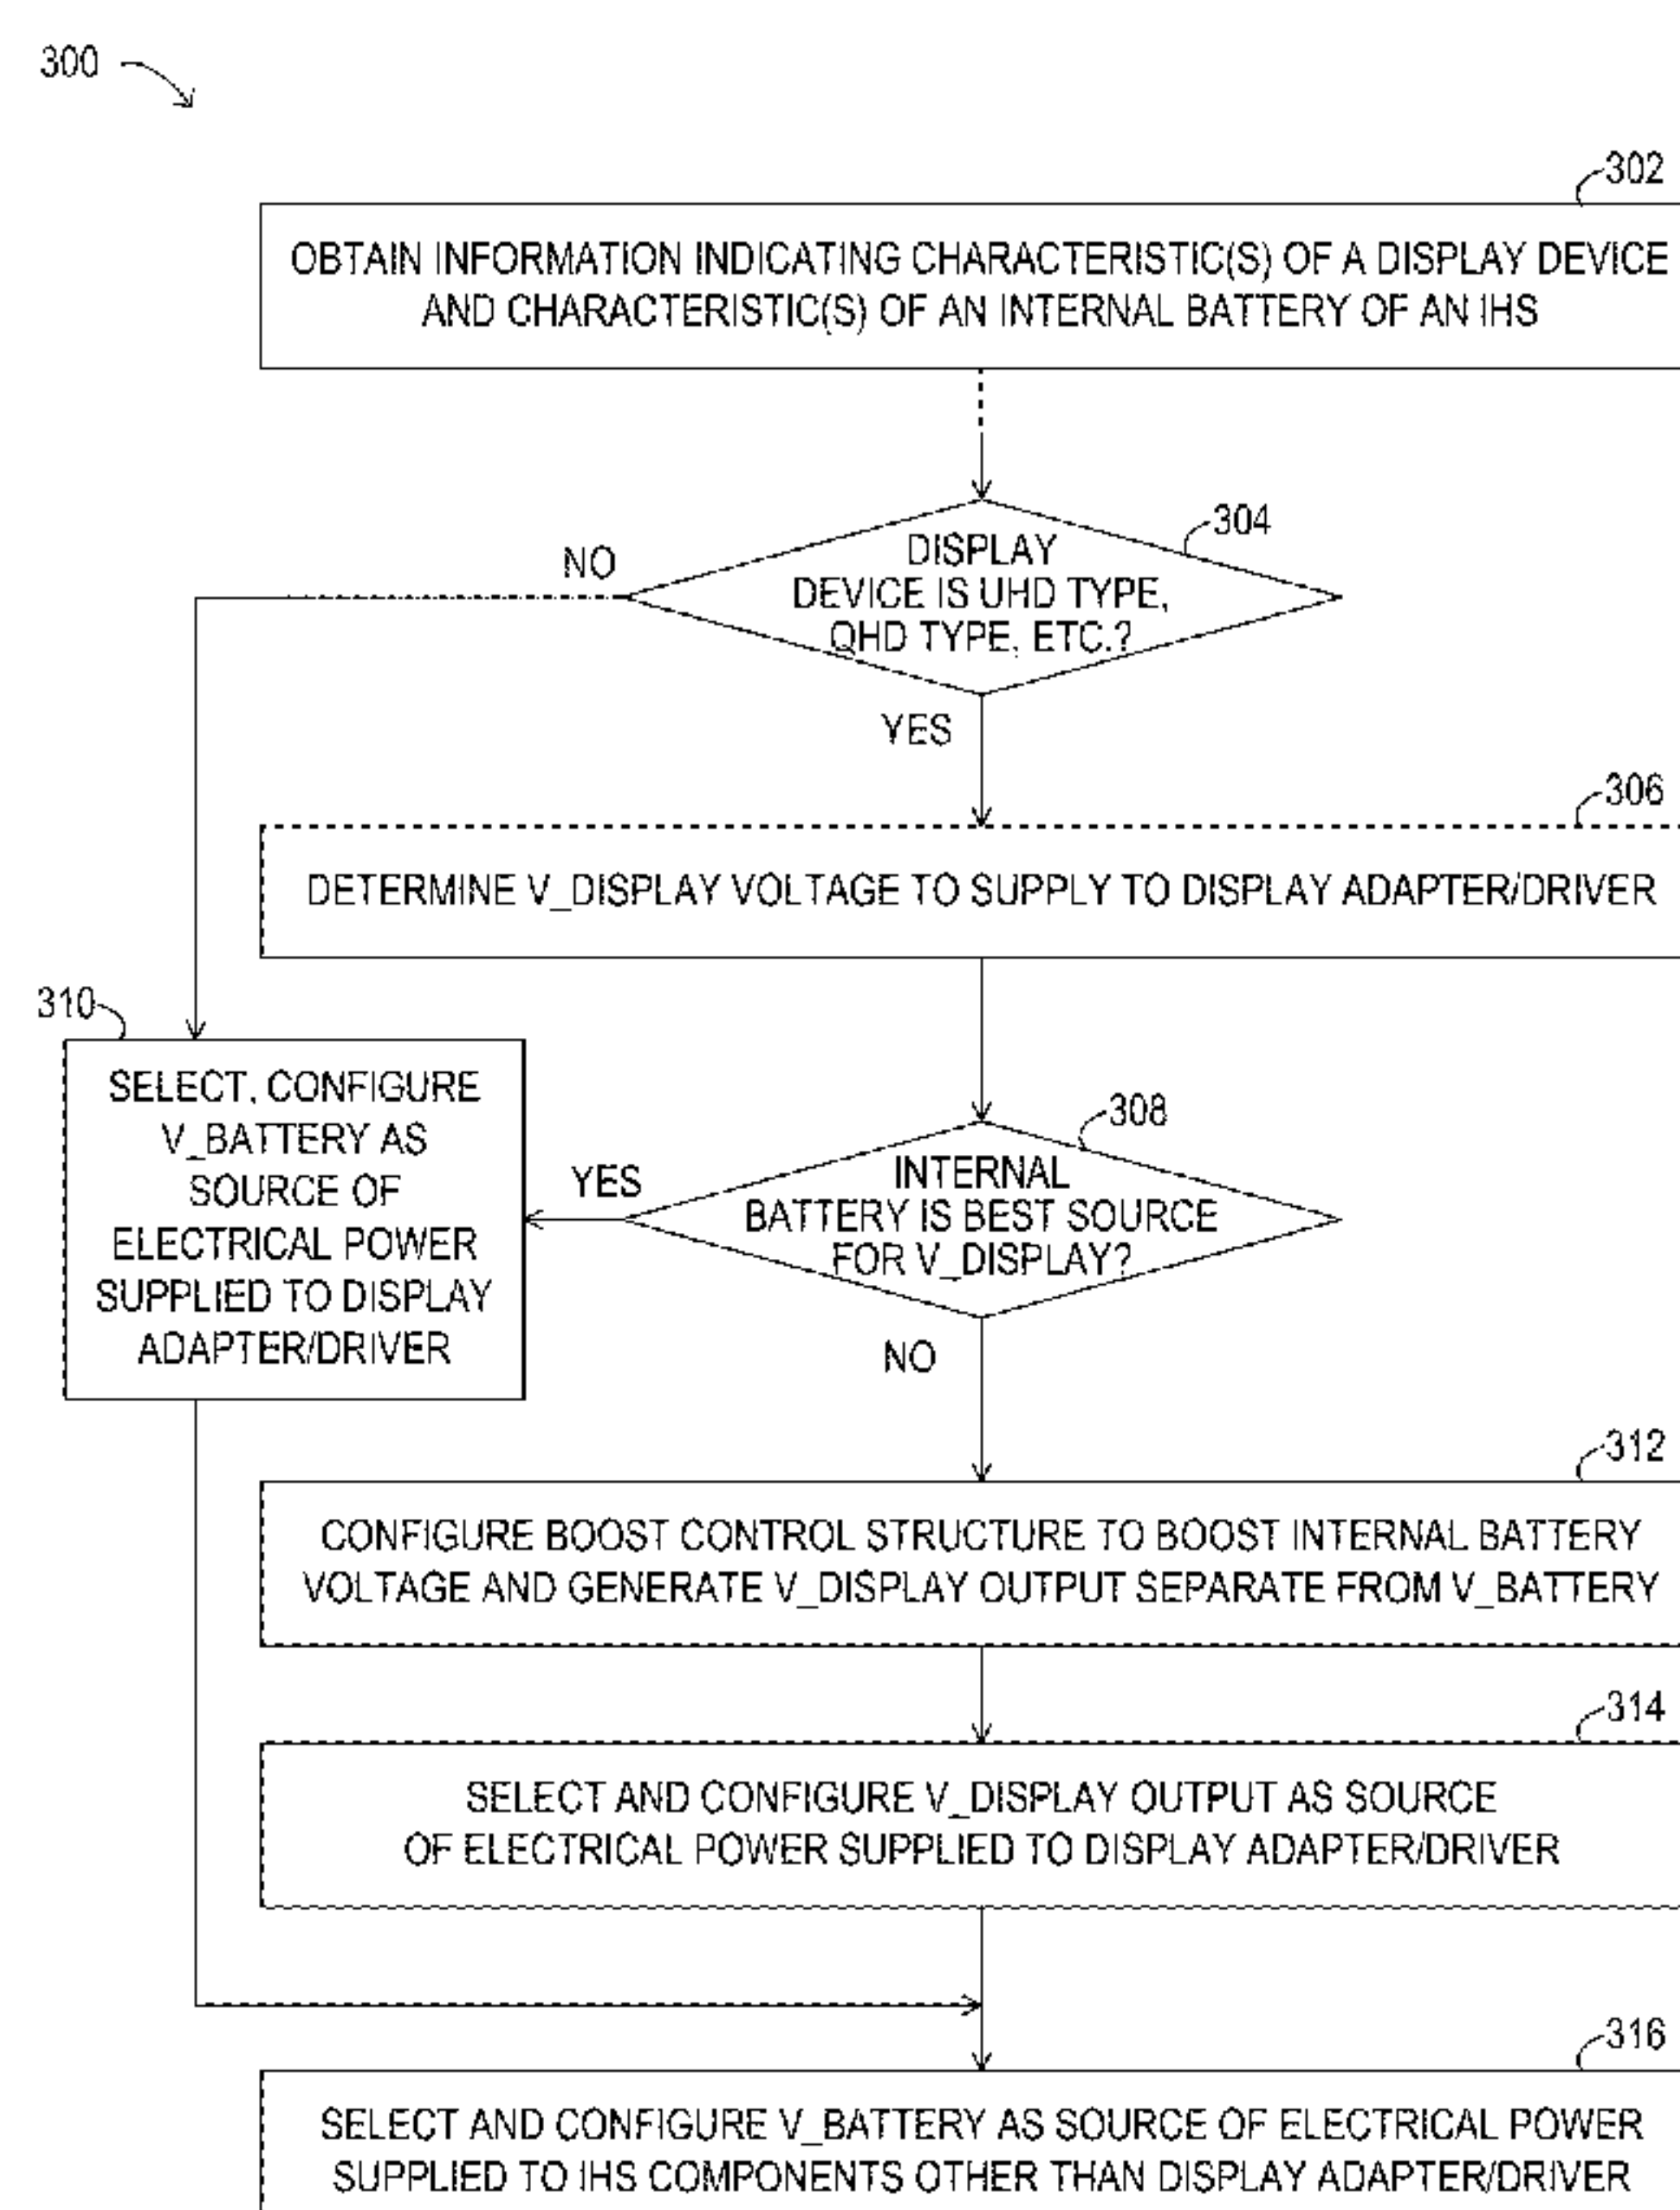 300
302
OBTAIN INFORMATION INDICATING CHARACTERISTIC(S) OF A DISPLAY DEVICE
AND CHARACTERISTIC(S) OF AN INTERNAL BATTERY OF AN IHS
304
NO
DISPLAY
DEVICE IS UHD TYPE,
QHD TYPE, ETC.?
YES
306
DETERMINE V_DISPLAY VOLTAGE TO SUPPLY TO DISPLAY ADAPTER/DRIVER
310
SELECT, CONFIGURE
V_BATTERY AS
SOURCE OF
ELECTRICAL POWER
SUPPLIED TO DISPLAY
ADAPTER/DRIVER
308
YES
INTERNAL
BATTERY IS BEST SOURCE
FOR V_DISPLAY?
NO
312
CONFIGURE BOOST CONTROL STRUCTURE TO BOOST INTERNAL BATTERY
VOLTAGE AND GENERATE V_DISPLAY OUTPUT SEPARATE FROM V_BATTERY
314
SELECT AND CONFIGURE V_DISPLAY OUTPUT AS SOURCE
OF ELECTRICAL POWER SUPPLIED TO DISPLAY ADAPTER/DRIVER
316
SELECT AND CONFIGURE V_BATTERY AS SOURCE OF ELECTRICAL POWER
SUPPLIED TO IHS COMPONENTS OTHER THAN DISPLAY ADAPTER/DRIVER